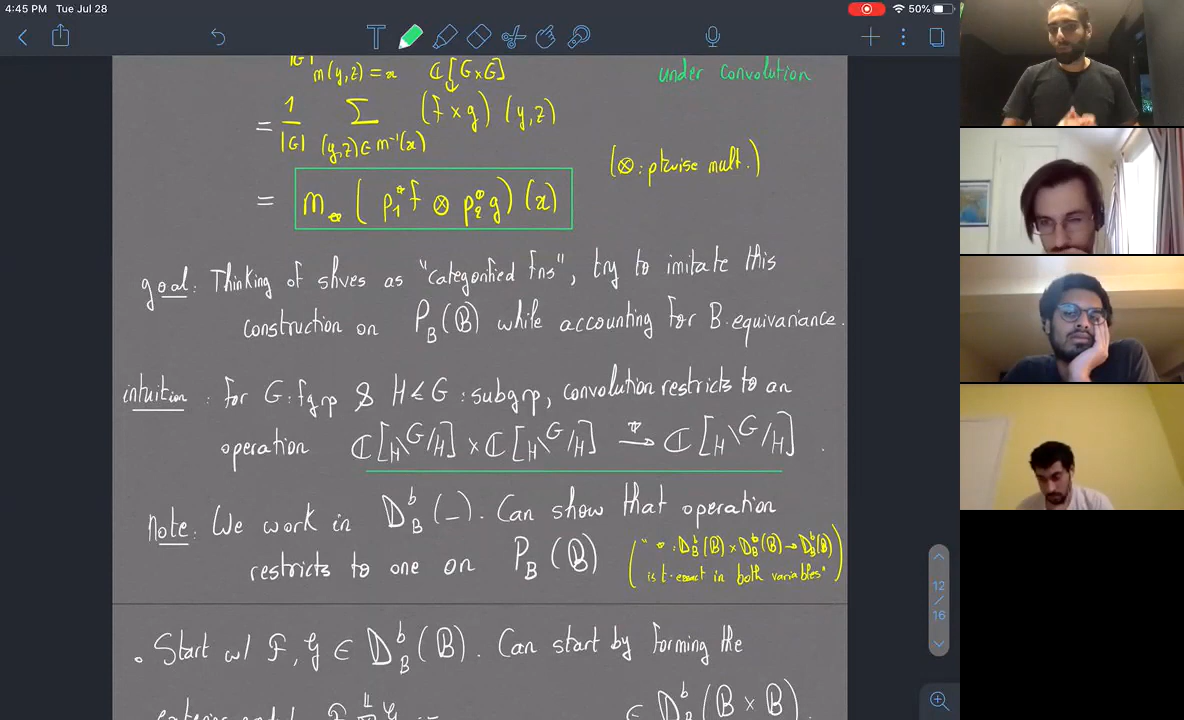 4:45 PM Tue Jul 28
50%
m(y,z) = x ℂ[G×G]
under convolution
= 1/|G| Σ (f × g) (y,z)
(y,z) ∈ m⁻¹(x)
(⊗: ptwise mult.)
= m_* ( p₁* f ⊗ p₂* g ) (x)
goal: Thinking of shves as "categorified fns", try to imitate this
construction on P_B(𝔹) while accounting for B-equivariance.
intuition: for G: fgrp & H ≤ G: subgrp, convolution restricts to an
operation ℂ[H\G/H] × ℂ[H\G/H] →* ℂ[H\G/H].
Note: We work in D^b_B(_). Can show that operation
restricts to one on P_B(𝔹)
("*: D^b_B(𝔹) × D^b_B(𝔹) → D^b_B(𝔹)
is t-exact in both variables")
12
/
16
• Start w/ F, G ∈ D^b_B(𝔹). Can start by forming the
∈ D^b_B(𝔹 × 𝔹)